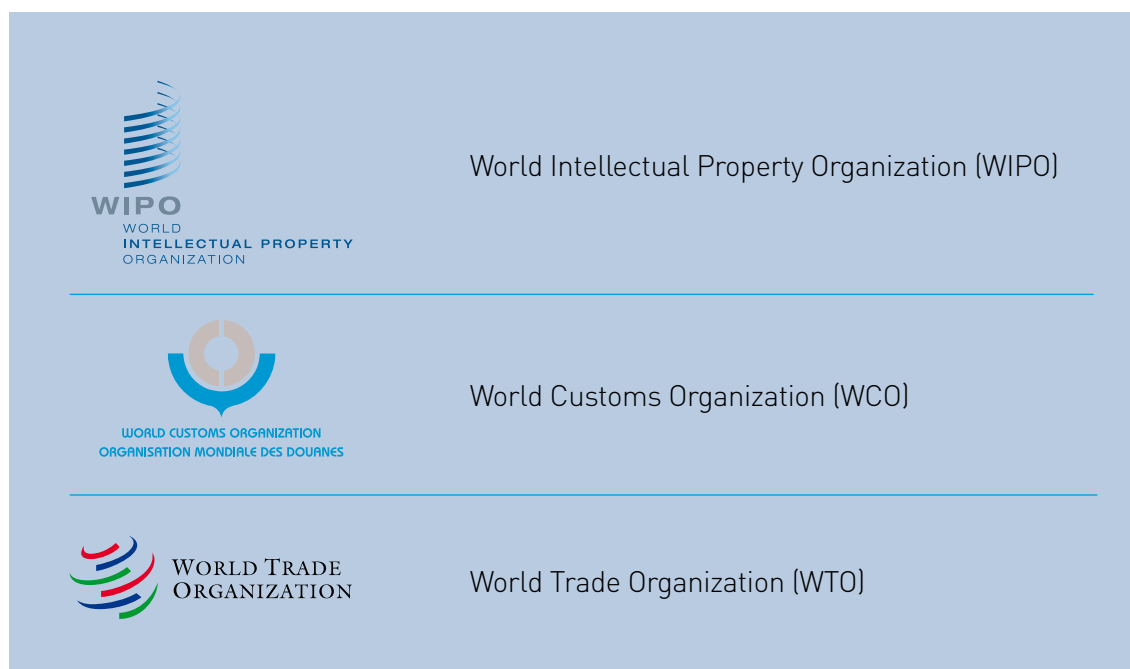 WIPO
WORLD
INTELLECTUAL PROPERTY
ORGANIZATION
World Intellectual Property Organization (WIPO)
WORLD CUSTOMS ORGANIZATION
ORGANISATION MONDIALE DES DOUANES
World Customs Organization (WCO)
WORLD TRADE
ORGANIZATION
World Trade Organization (WTO)